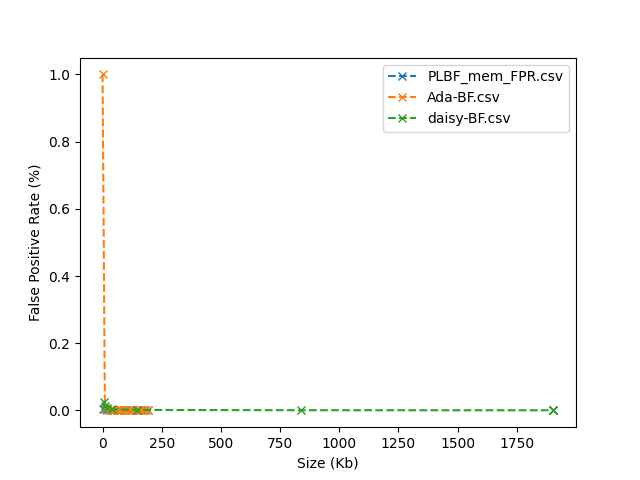 PLBF_mem_FPR.csv
Ada-BF.csv
daisy-BF.csv
False Positive Rate (%)
1.0
0.8
0.6
0.4
0.2
0.0
0 250 500 750 1000 1250 1500 1750
Size (Kb)